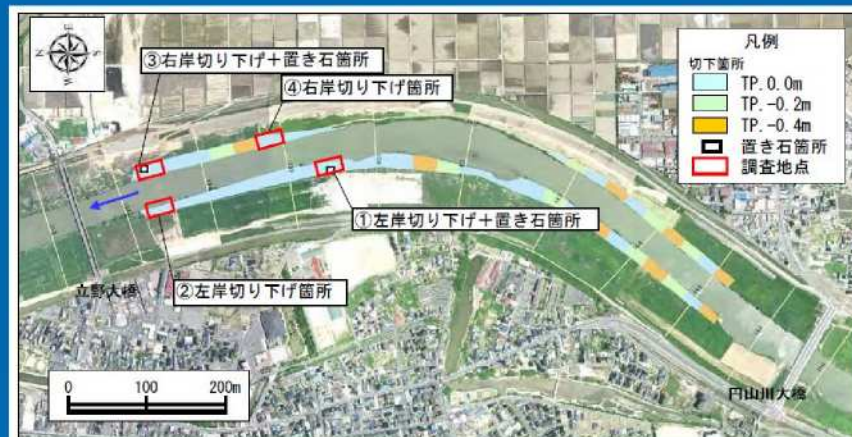 ③右岸切り下げ＋置き石箇所
④右岸切り下げ箇所
凡例
切下箇所
TP. 0.0m
TP. -0.2m
TP. -0.4m
置き石箇所
調査地点
①左岸切り下げ＋置き石箇所
②左岸切り下げ箇所
立野大橋
円山川大橋
0 100 200m